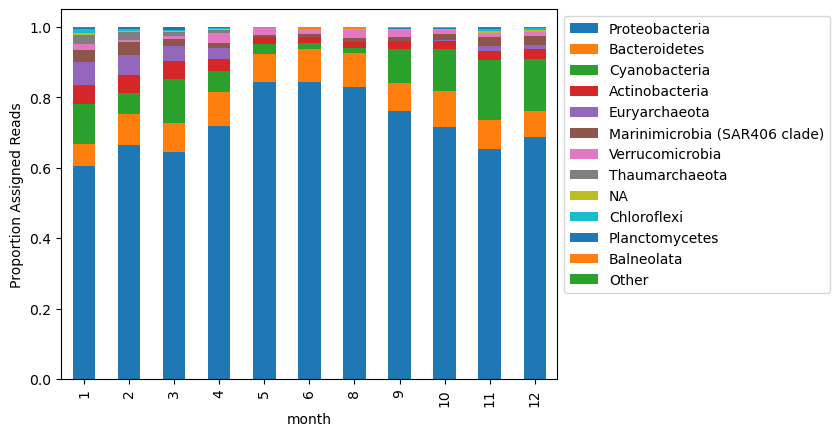 1.0
0.8
0.6
0.4
0.2
0.0
Proportion Assigned Reads
1 2 3 4 5 6 8 9 10 11 12
month
Proteobacteria
Bacteroidetes
Cyanobacteria
Actinobacteria
Euryarchaeota
Marinimicrobia (SAR406 clade)
Verrucomicrobia
Thaumarchaeota
NA
Chloroflexi
Planctomycetes
Balneolata
Other